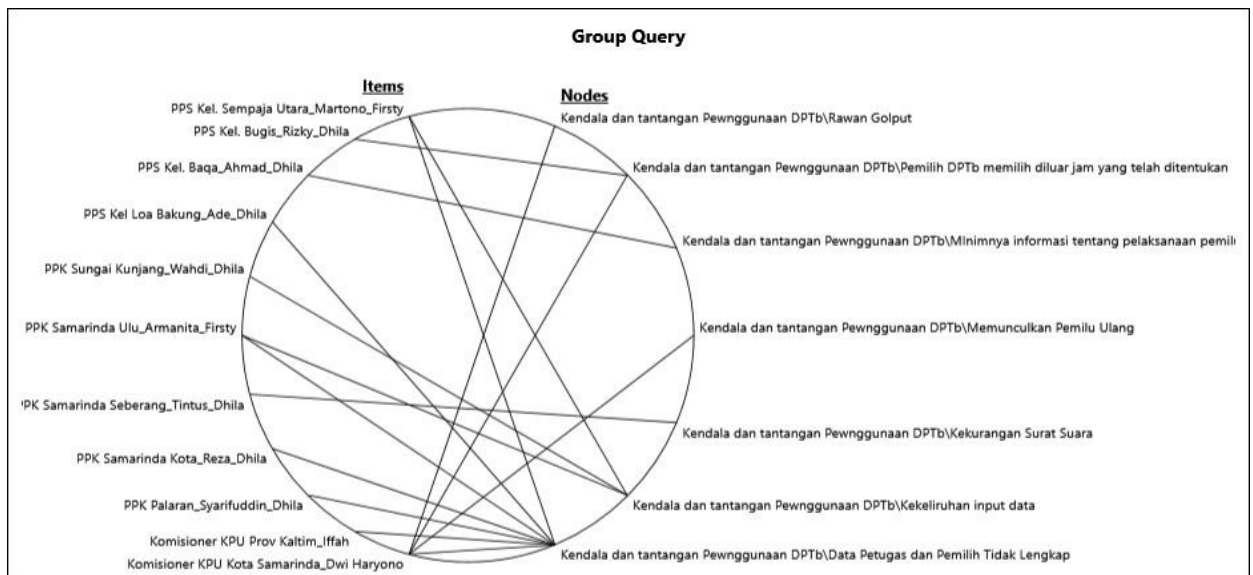 Group Query
Items
PPS Kel. Sempaja Utara_Martono_Firsty
PPS Kel. Bugis_Rizky_Dhila
PPS Kel. Baqa_Ahmad_Dhila
PPS Kel Loa Bakung_Ade_Dhila
PPK Sungai Kunjang_Wahdi_Dhila
PPK Samarinda Ulu_Armanita_Firsty
PK Samarinda Seberang_Tintus_Dhila
PPK Samarinda Kota_Reza_Dhila
PPK Palaran_Syarifuddin_Dhila
Komisioner KPU Prov Kaltim_Iffah
Komisioner KPU Kota Samarinda_Dwi Haryono
Nodes
Kendala dan tantangan Pewnggunaan DPTb\Rawan Golput
Kendala dan tantangan Pewnggunaan DPTb\Pemilih DPTb memilih diluar jam yang telah ditentukan
Kendala dan tantangan Pewnggunaan DPTb\MInimnya informasi tentang pelaksanaan pemil
Kendala dan tantangan Pewnggunaan DPTb\Memunculkan Pemilu Ulang
Kendala dan tantangan Pewnggunaan DPTb\Kekurangan Surat Suara
Kendala dan tantangan Pewnggunaan DPTb\Kekeliruhan input data
Kendala dan tantangan Pewnggunaan DPTb\Data Petugas dan Pemilih Tidak Lengkap